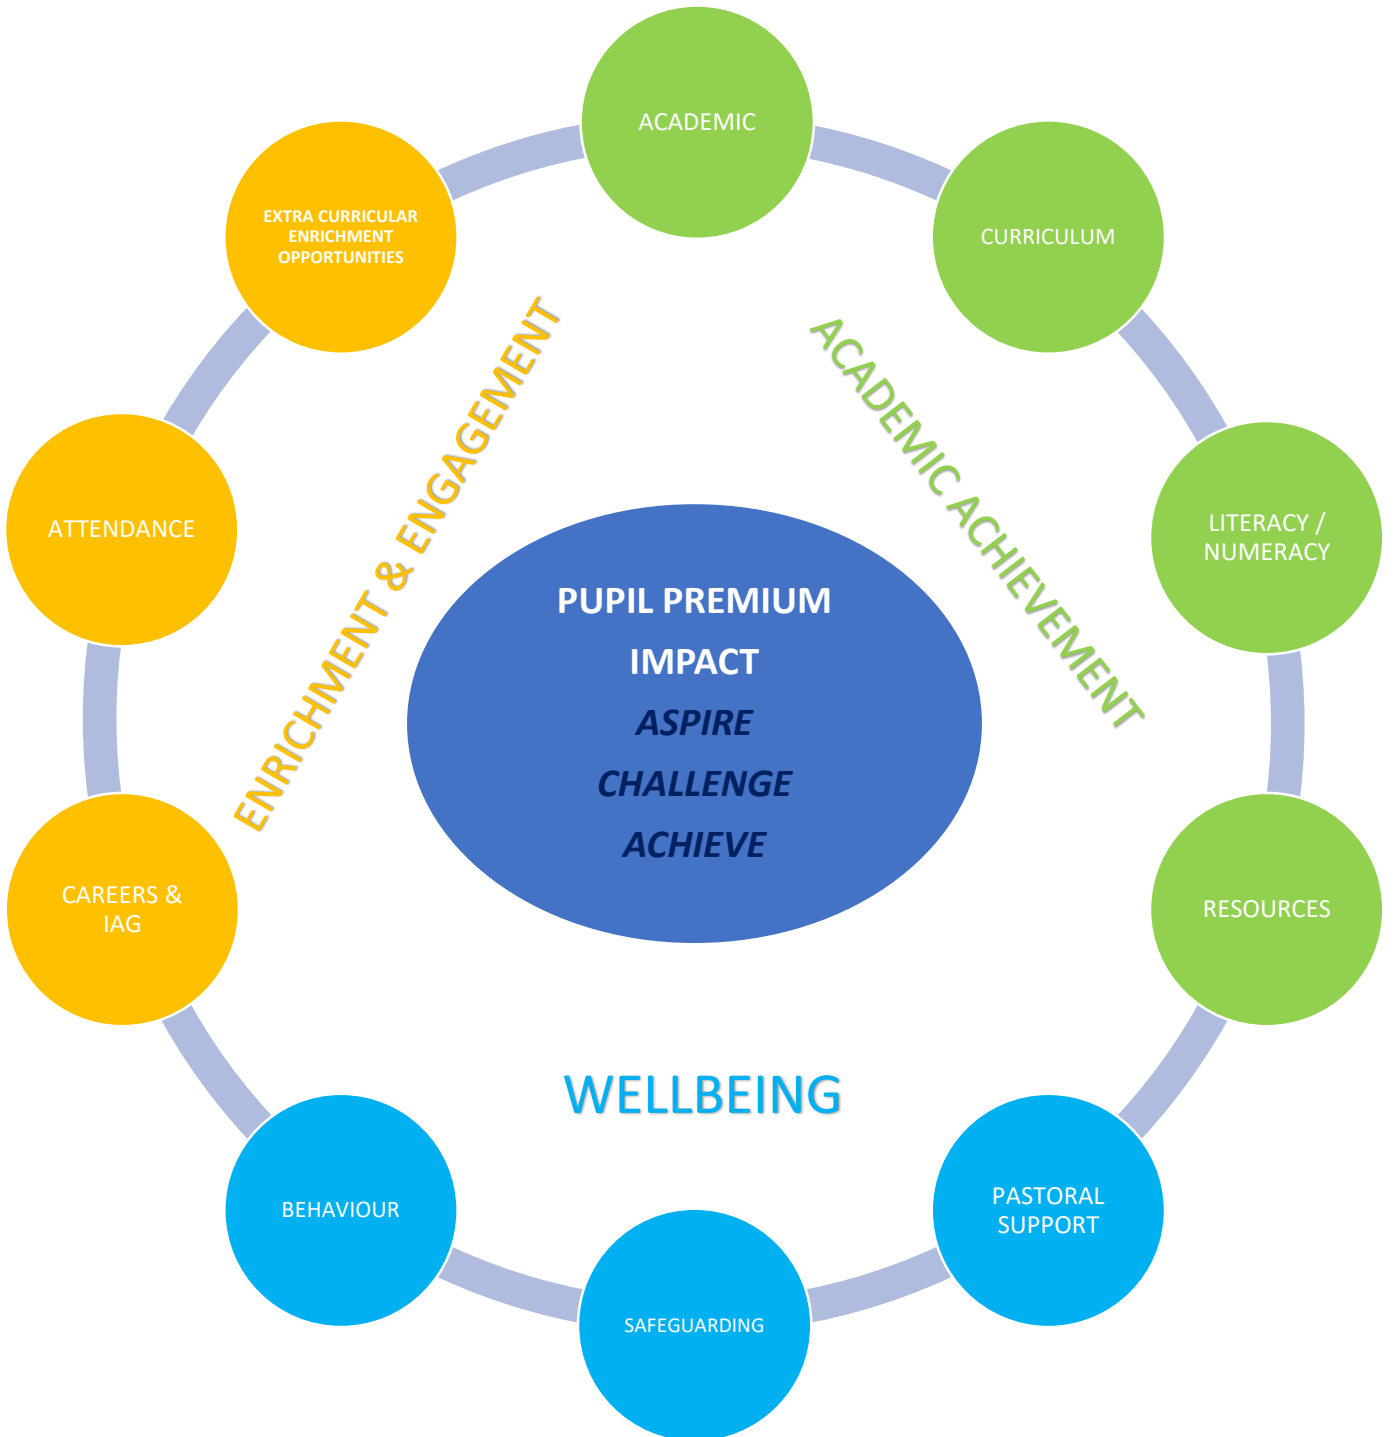 ACADEMIC
CURRICULUM
LITERACY /
NUMERACY
RESOURCES
PASTORAL
SUPPORT
SAFEGUARDING
BEHAVIOUR
CAREERS &
IAG
ATTENDANCE
EXTRA CURRICULAR
ENRICHMENT
OPPORTUNITIES
ENRICHMENT & ENGAGEMENT
ACADEMIC ACHIEVEMENT
WELLBEING
PUPIL PREMIUM
IMPACT
ASPIRE
CHALLENGE
ACHIEVE